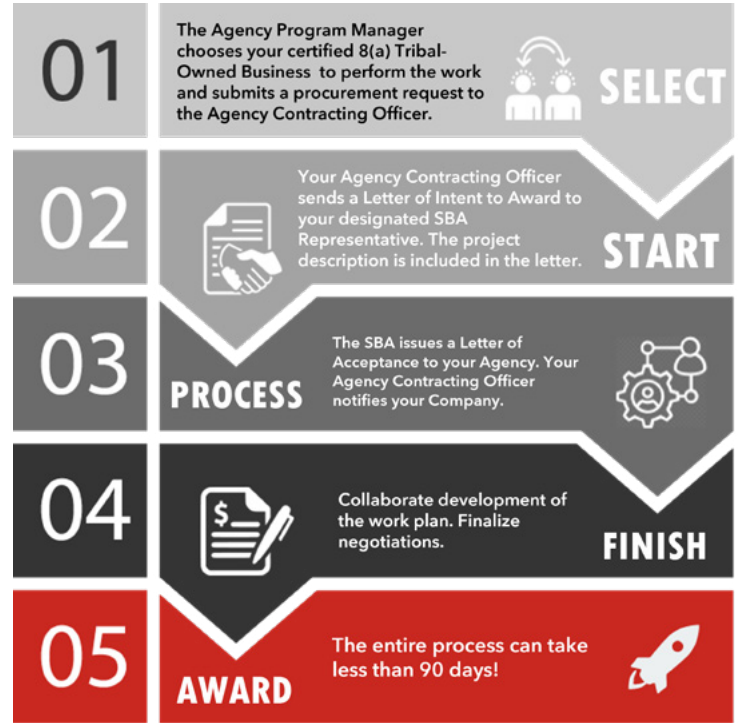 01
The Agency Program Manager
chooses your certified 8(a) Tribal-
Owned Business to perform the work
and submits a procurement request to
the Agency Contracting Officer.
SELECT
02
Your Agency Contracting Officer
sends a Letter of Intent to Award to
your designated SBA
Representative. The project
description is included in the letter.
START
03
PROCESS
The SBA issues a Letter of
Acceptance to your Agency. Your
Agency Contracting Officer
notifies your Company.
04
$
Collaborate development of
the work plan. Finalize
negotiations.
FINISH
05
AWARD
The entire process can take
less than 90 days!